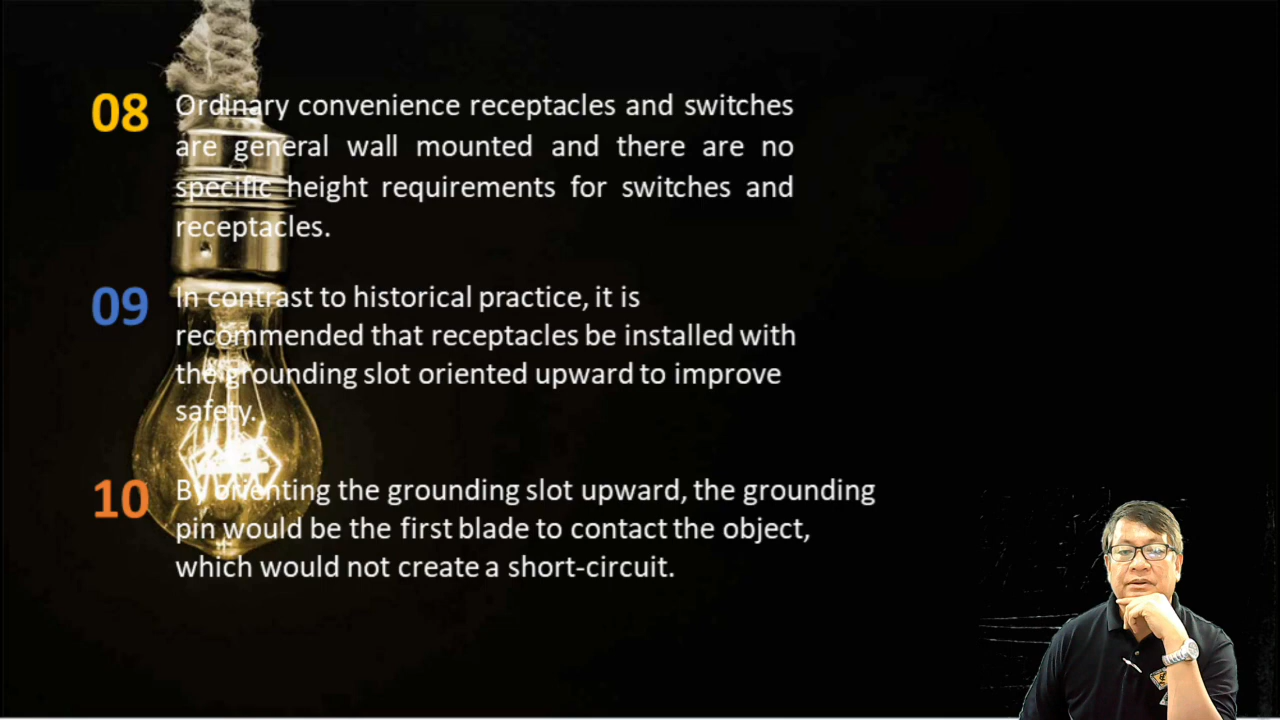 08
Ordinary convenience receptacles and switches
are general wall mounted and there are no
specific height requirements for switches and
receptacles.
09
In contrast to historical practice, it is
recommended that receptacles be installed with
the grounding slot oriented upward to improve
safety.
10
By orienting the grounding slot upward, the grounding
pin would be the first blade to contact the object,
which would not create a short-circuit.